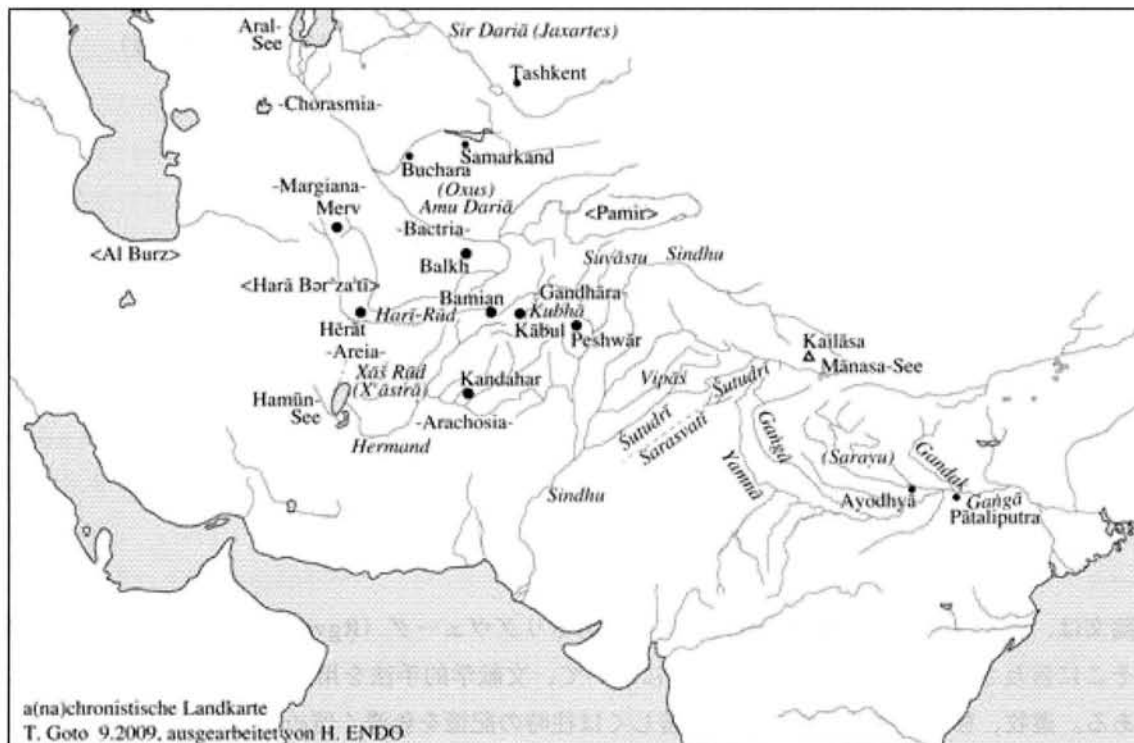 Aral-
See
Sir Dariā (Jaxartes)
Tashkent
-Chorasmia-
Buchara
Samarkand
(Oxus)
Amu Dariā
-Margiana-
Merv
<Pamir>
-Bactria-
Balkh
<Al Burz>
Suvāstu
Sindhu
<Harā Bərᵊzaⁱtī>
Bamian
Gandhāra-
Harī-Rūd
Kubhā
Hērāt
Kābul
Peshwār
Kailāsa
Mānasa-See
-Areia-
Xāš Rūd
(Xᵛāstrā)
Kandahar
Vipāś
Śutudrī
Hamūn-
See
-Arachosia-
Śutudrī
Sarasvatī
Hermand
Gaṅgā
(Sarayu)
Gandak
Yamnā
Sindhu
Ayodhyā
Gaṅgā
Pātaliputra
a(na)chronistische Landkarte
T. Goto 9.2009, ausgearbeitet von H. ENDO